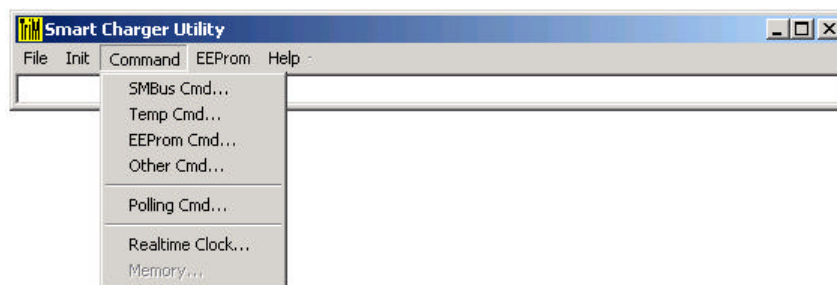 TriM Smart Charger Utility
File Init Command EEProm Help
SMBus Cmd...
Temp Cmd...
EEProm Cmd...
Other Cmd...
Polling Cmd...
Realtime Clock...
Memory...